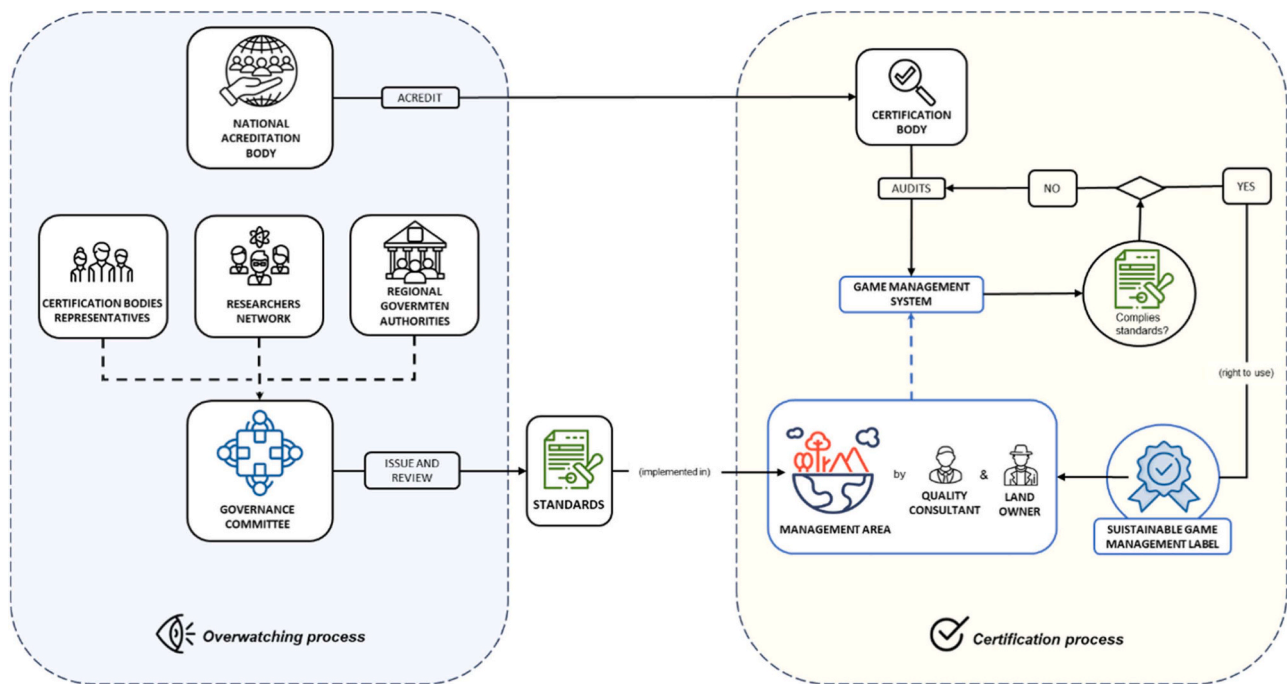 NATIONAL
ACREDITATION
BODY
ACREDIT
CERTIFICATION
BODY
AUDITS
NO
YES
CERTIFICATION BODIES
REPRESENTATIVES
RESEARCHERS
NETWORK
REGIONAL
GOVERMTEN
AUTHORITIES
GAME MANAGEMENT
SYSTEM
Complies
standards?
(right to use)
GOVERNANCE
COMMITTEE
ISSUE AND
REVIEW
STANDARDS
(implemented in)
MANAGEMENT AREA
by
QUALITY
CONSULTANT
&
LAND
OWNER
SUISTAINABLE GAME
MANAGEMENT LABEL
Overwatching process
Certification process